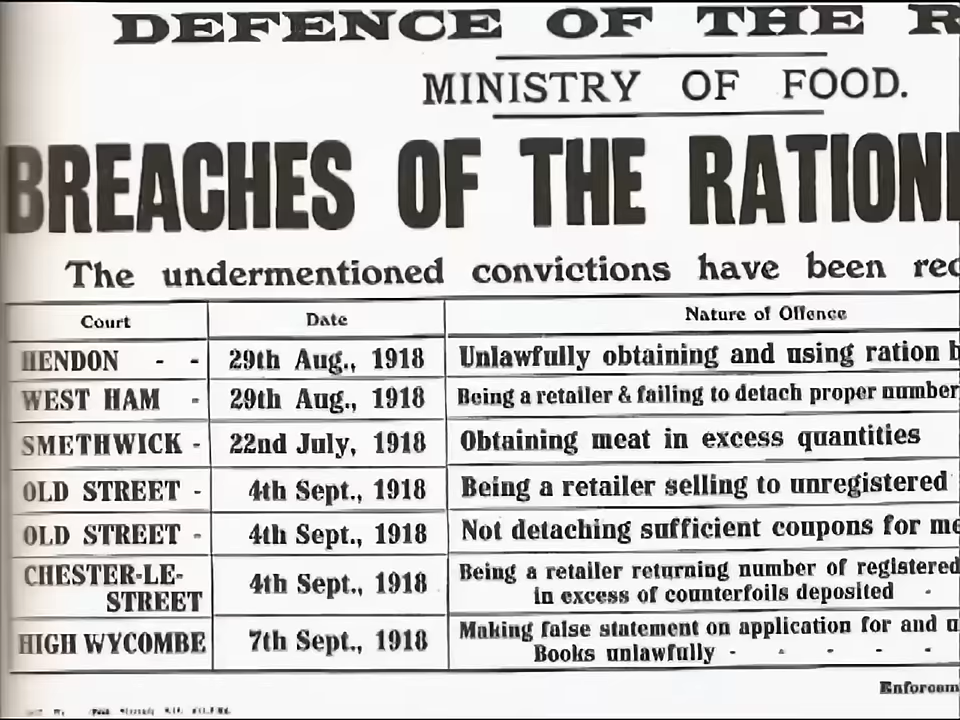 DEFENCE OF THE R
MINISTRY OF FOOD.
BREACHES OF THE RATION
The undermentioned convictions have been rec
Court Date Nature of Offence
HENDON - - 29th Aug., 1918 Unlawfully obtaining and using ration b
WEST HAM - 29th Aug., 1918 Being a retailer & failing to detach proper number
SMETHWICK - 22nd July, 1918 Obtaining meat in excess quantities
OLD STREET - 4th Sept., 1918 Being a retailer selling to unregistered
OLD STREET - 4th Sept., 1918 Not detaching sufficient coupons for me
CHESTER-LE-STREET 4th Sept., 1918 Being a retailer returning number of registered
in excess of counterfoils deposited -
HIGH WYCOMBE 7th Sept., 1918 Making false statement on application for and u
Books unlawfully - - - - -
Enforcem